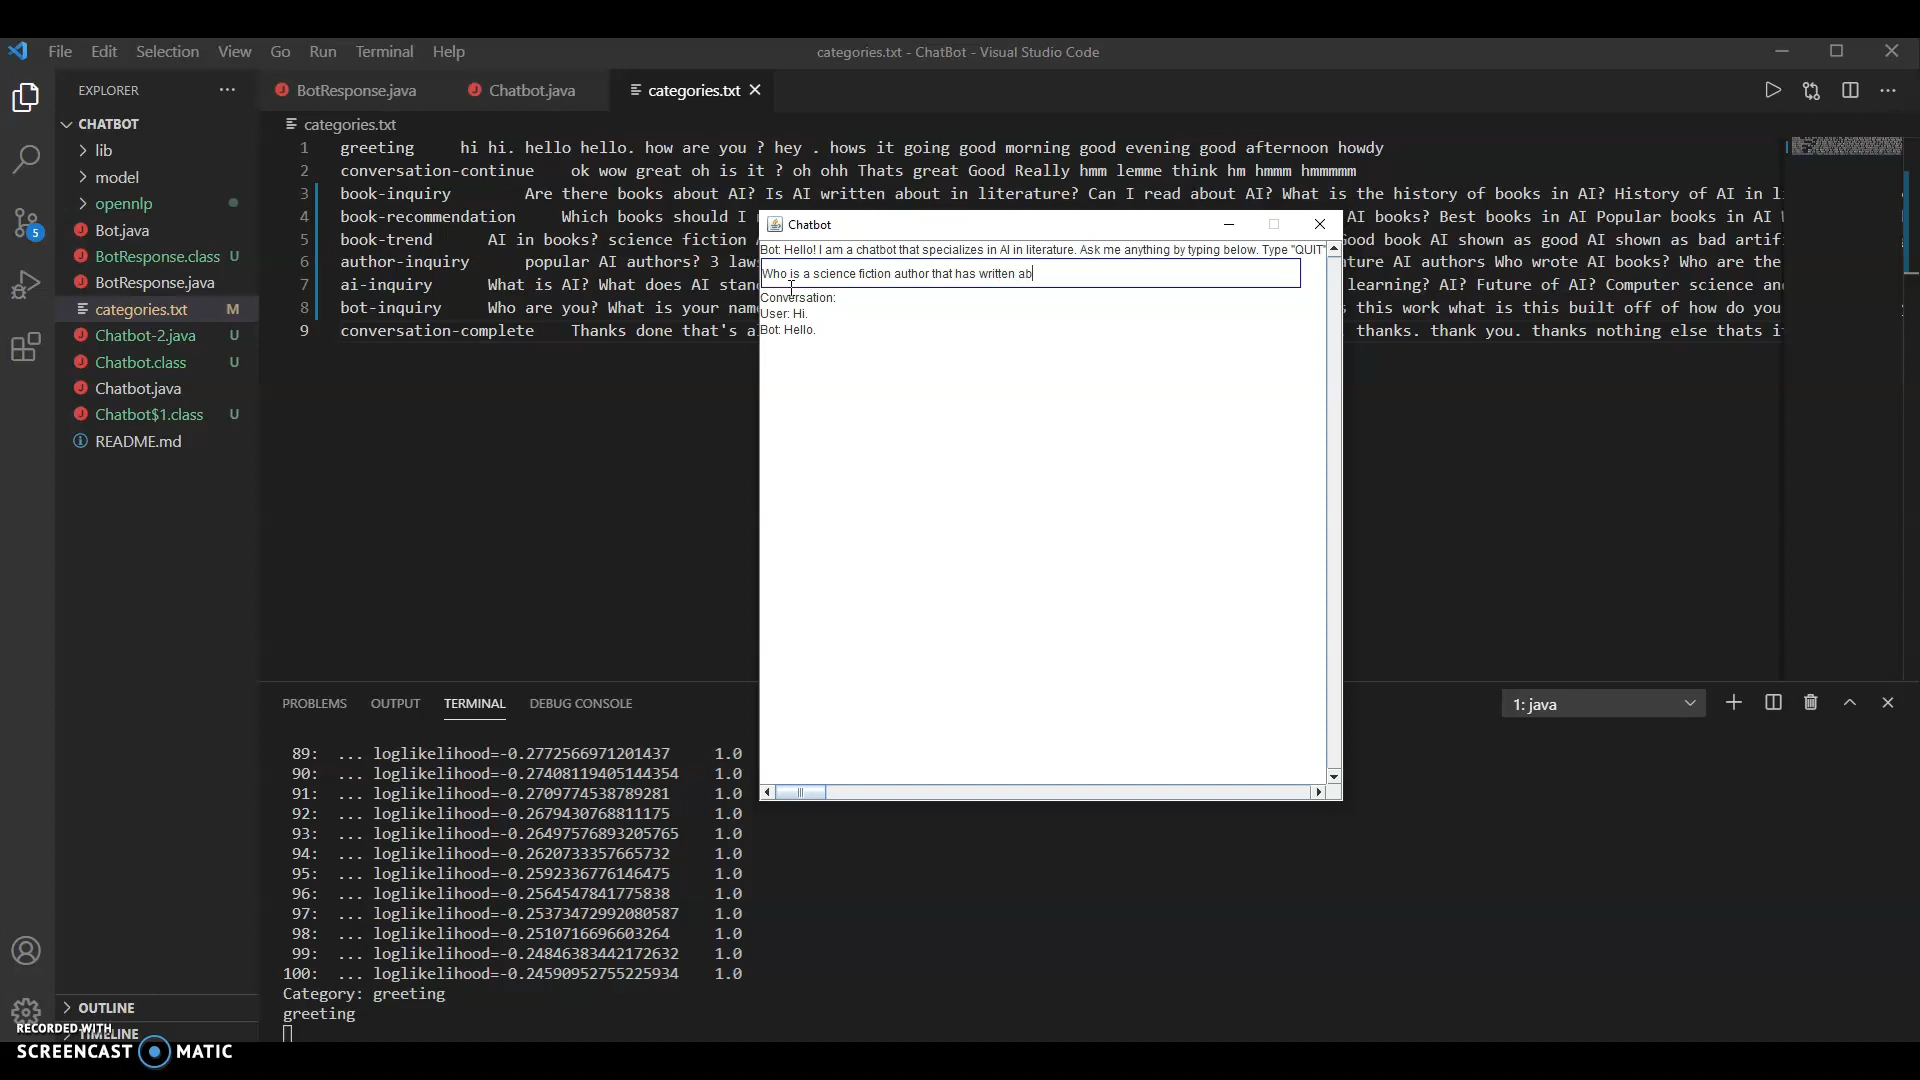 File Edit Selection View Go Run Terminal Help
categories.txt - ChatBot - Visual Studio Code
EXPLORER
BotResponse.java
Chatbot.java
categories.txt
CHATBOT
lib
model
opennlp
Bot.java
BotResponse.class U
BotResponse.java
categories.txt M
Chatbot-2.java U
Chatbot.class U
Chatbot.java
Chatbot$1.class U
README.md
5
OUTLINE
TIMELINE
categories.txt
1 greeting hi hi. hello hello. how are you ? hey . hows it going good morning good evening good afternoon howdy
2 conversation-continue ok wow great oh is it ? oh ohh Thats great Good Really hmm lemme think hm hmmm hmmmmm
3 book-inquiry Are there books about AI? Is AI written about in literature? Can I read about AI? What is the history of books in AI? History of AI in
4 book-recommendation Which books should I AI books? Best books in AI Popular books in AI
5 book-trend AI in books? science fiction Good book AI shown as good AI shown as bad
6 author-inquiry popular AI authors? 3 AI authors Who wrote AI books? Who are the
7 ai-inquiry What is AI? What does AI learning? AI? Future of AI? Computer science
8 bot-inquiry Who are you? What is your this work what is this built off of how do you
9 conversation-complete Thanks done that's thanks. thank you. thanks nothing else thats
Chatbot
Bot: Hello! I am a chatbot that specializes in AI in literature. Ask me anything by typing below. Type "QUIT"
Who is a science fiction author that has written ab
Conversation:
User: Hi.
Bot: Hello.
PROBLEMS OUTPUT TERMINAL DEBUG CONSOLE
1: java
89: ... loglikelihood=-0.2772566971201437 1.0
90: ... loglikelihood=-0.27408119405144354 1.0
91: ... loglikelihood=-0.2709774538789281 1.0
92: ... loglikelihood=-0.2679430768811175 1.0
93: ... loglikelihood=-0.26497576893205765 1.0
94: ... loglikelihood=-0.2620733357665732 1.0
95: ... loglikelihood=-0.2592336776146475 1.0
96: ... loglikelihood=-0.2564547841775838 1.0
97: ... loglikelihood=-0.25373472992080587 1.0
98: ... loglikelihood=-0.2510716696603264 1.0
99: ... loglikelihood=-0.24846383442172632 1.0
100: ... loglikelihood=-0.24590952755225934 1.0
Category: greeting
greeting
RECORDED WITH
SCREENCAST MATIC